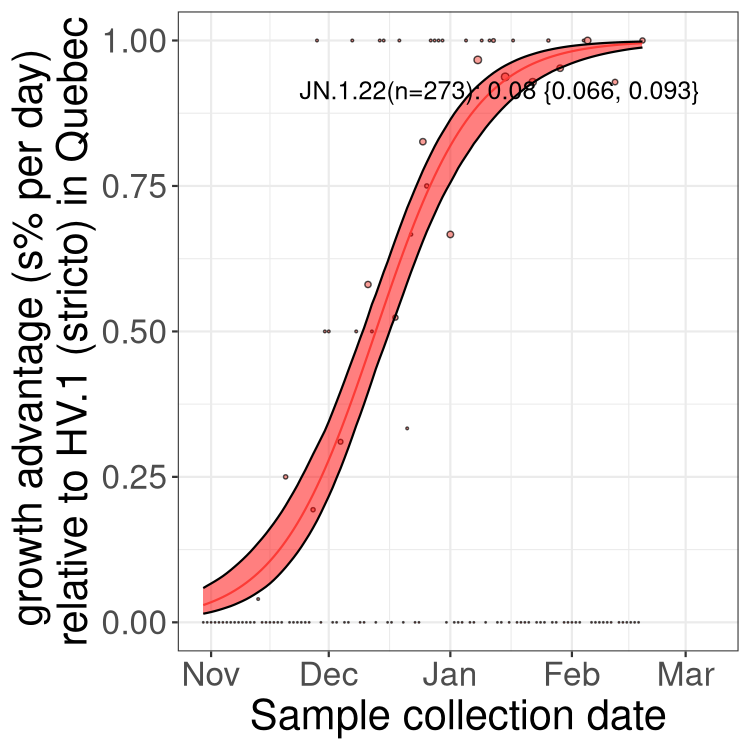 growth advantage (s% per day)
relative to HV.1 (stricto) in Quebec
1.00
JN.1.22(n=273): 0.08 {0.066, 0.093}
0.75
0.50
0.25
0.00
Nov Dec Jan Feb Mar
Sample collection date